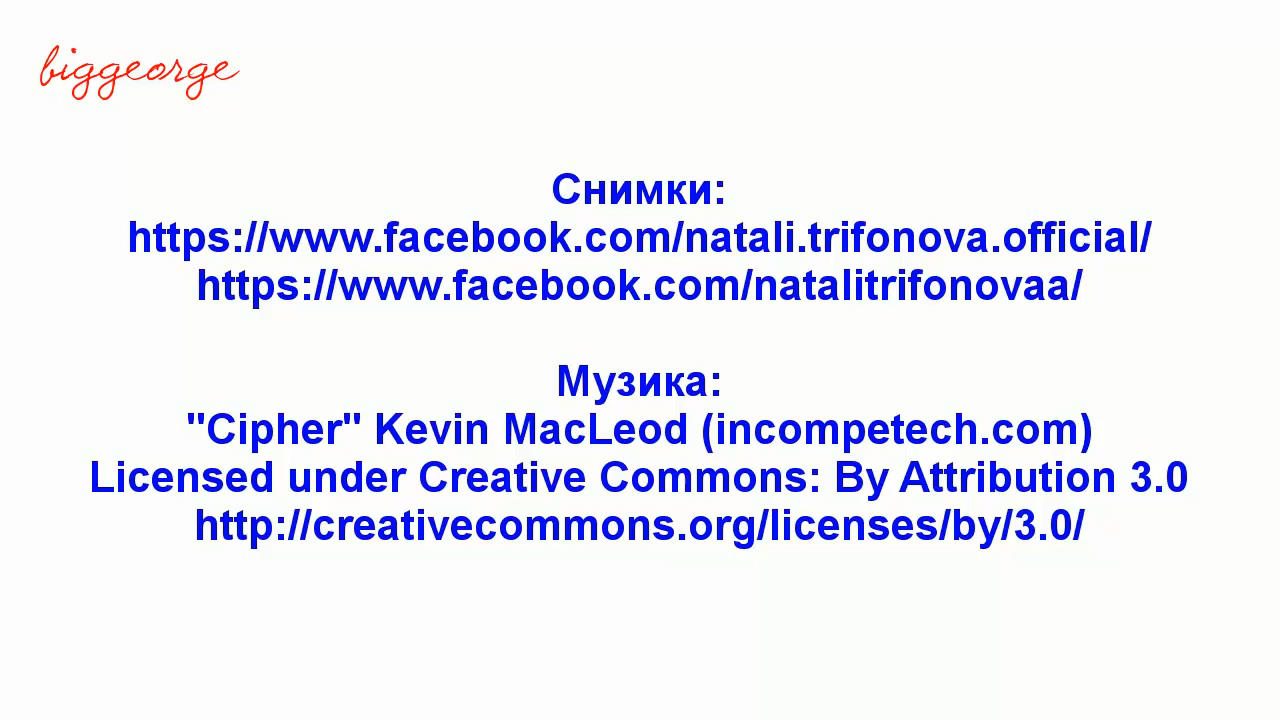 biggeorge
Снимки:
https://www.facebook.com/natali.trifonova.official/
https://www.facebook.com/natalitrifonovaa/
Музика:
"Cipher" Kevin MacLeod (incompetech.com)
Licensed under Creative Commons: By Attribution 3.0
http://creativecommons.org/licenses/by/3.0/